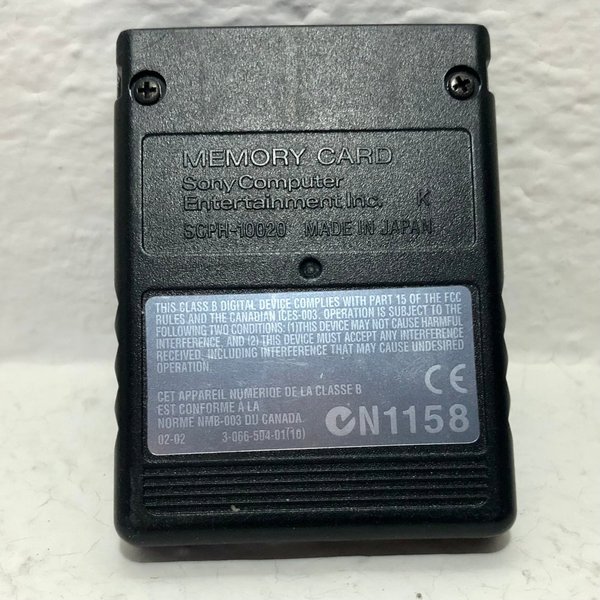 MEMORY CARD
Sony Computer
Entertainment Inc. K
SCPH-10020 MADE IN JAPAN
THIS CLASS B DIGITAL DEVICE COMPLIES WITH PART 15 OF THE FCC
RULES AND THE CANADIAN ICES-003. OPERATION IS SUBJECT TO THE
FOLLOWING TWO CONDITIONS: (1)THIS DEVICE MAY NOT CAUSE HARMFUL
INTERFERENCE, AND (2) THIS DEVICE MUST ACCEPT ANY INTERFERENCE
RECEIVED, INCLUDING INTERFERENCE THAT MAY CAUSE UNDESIRED
OPERATION.
CET APPAREIL NUMÉRIQUE DE LA CLASSE B
EST CONFORME À LA
NORME NMB-003 DU CANADA.
02-02 3-066-504-01(10)
CE
N1158